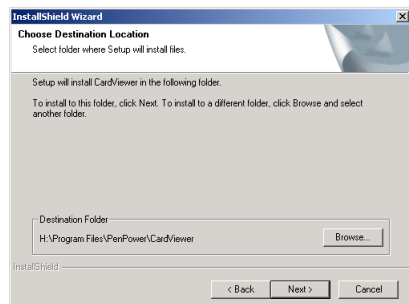 InstallShield Wizard
Choose Destination Location
Select folder where Setup will install files.
Setup will install CardViewer in the following folder.
To install to this folder, click Next. To install to a different folder, click Browse and select
another folder.
Destination Folder
H:\Program Files\PenPower\CardViewer
Browse...
InstallShield
< Back
Next >
Cancel